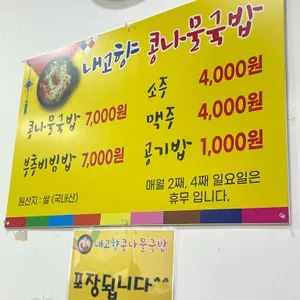 내고향 콩나물국밥
콩나물국밥 7,000원
부추비빔밥 7,000원
소주 4,000원
맥주 4,000원
공기밥 1,000원
원산지 : 쌀 (국내산)
매월 2째, 4째 일요일은
휴무 입니다.
내고향콩나물국밥
포장됩니다^^